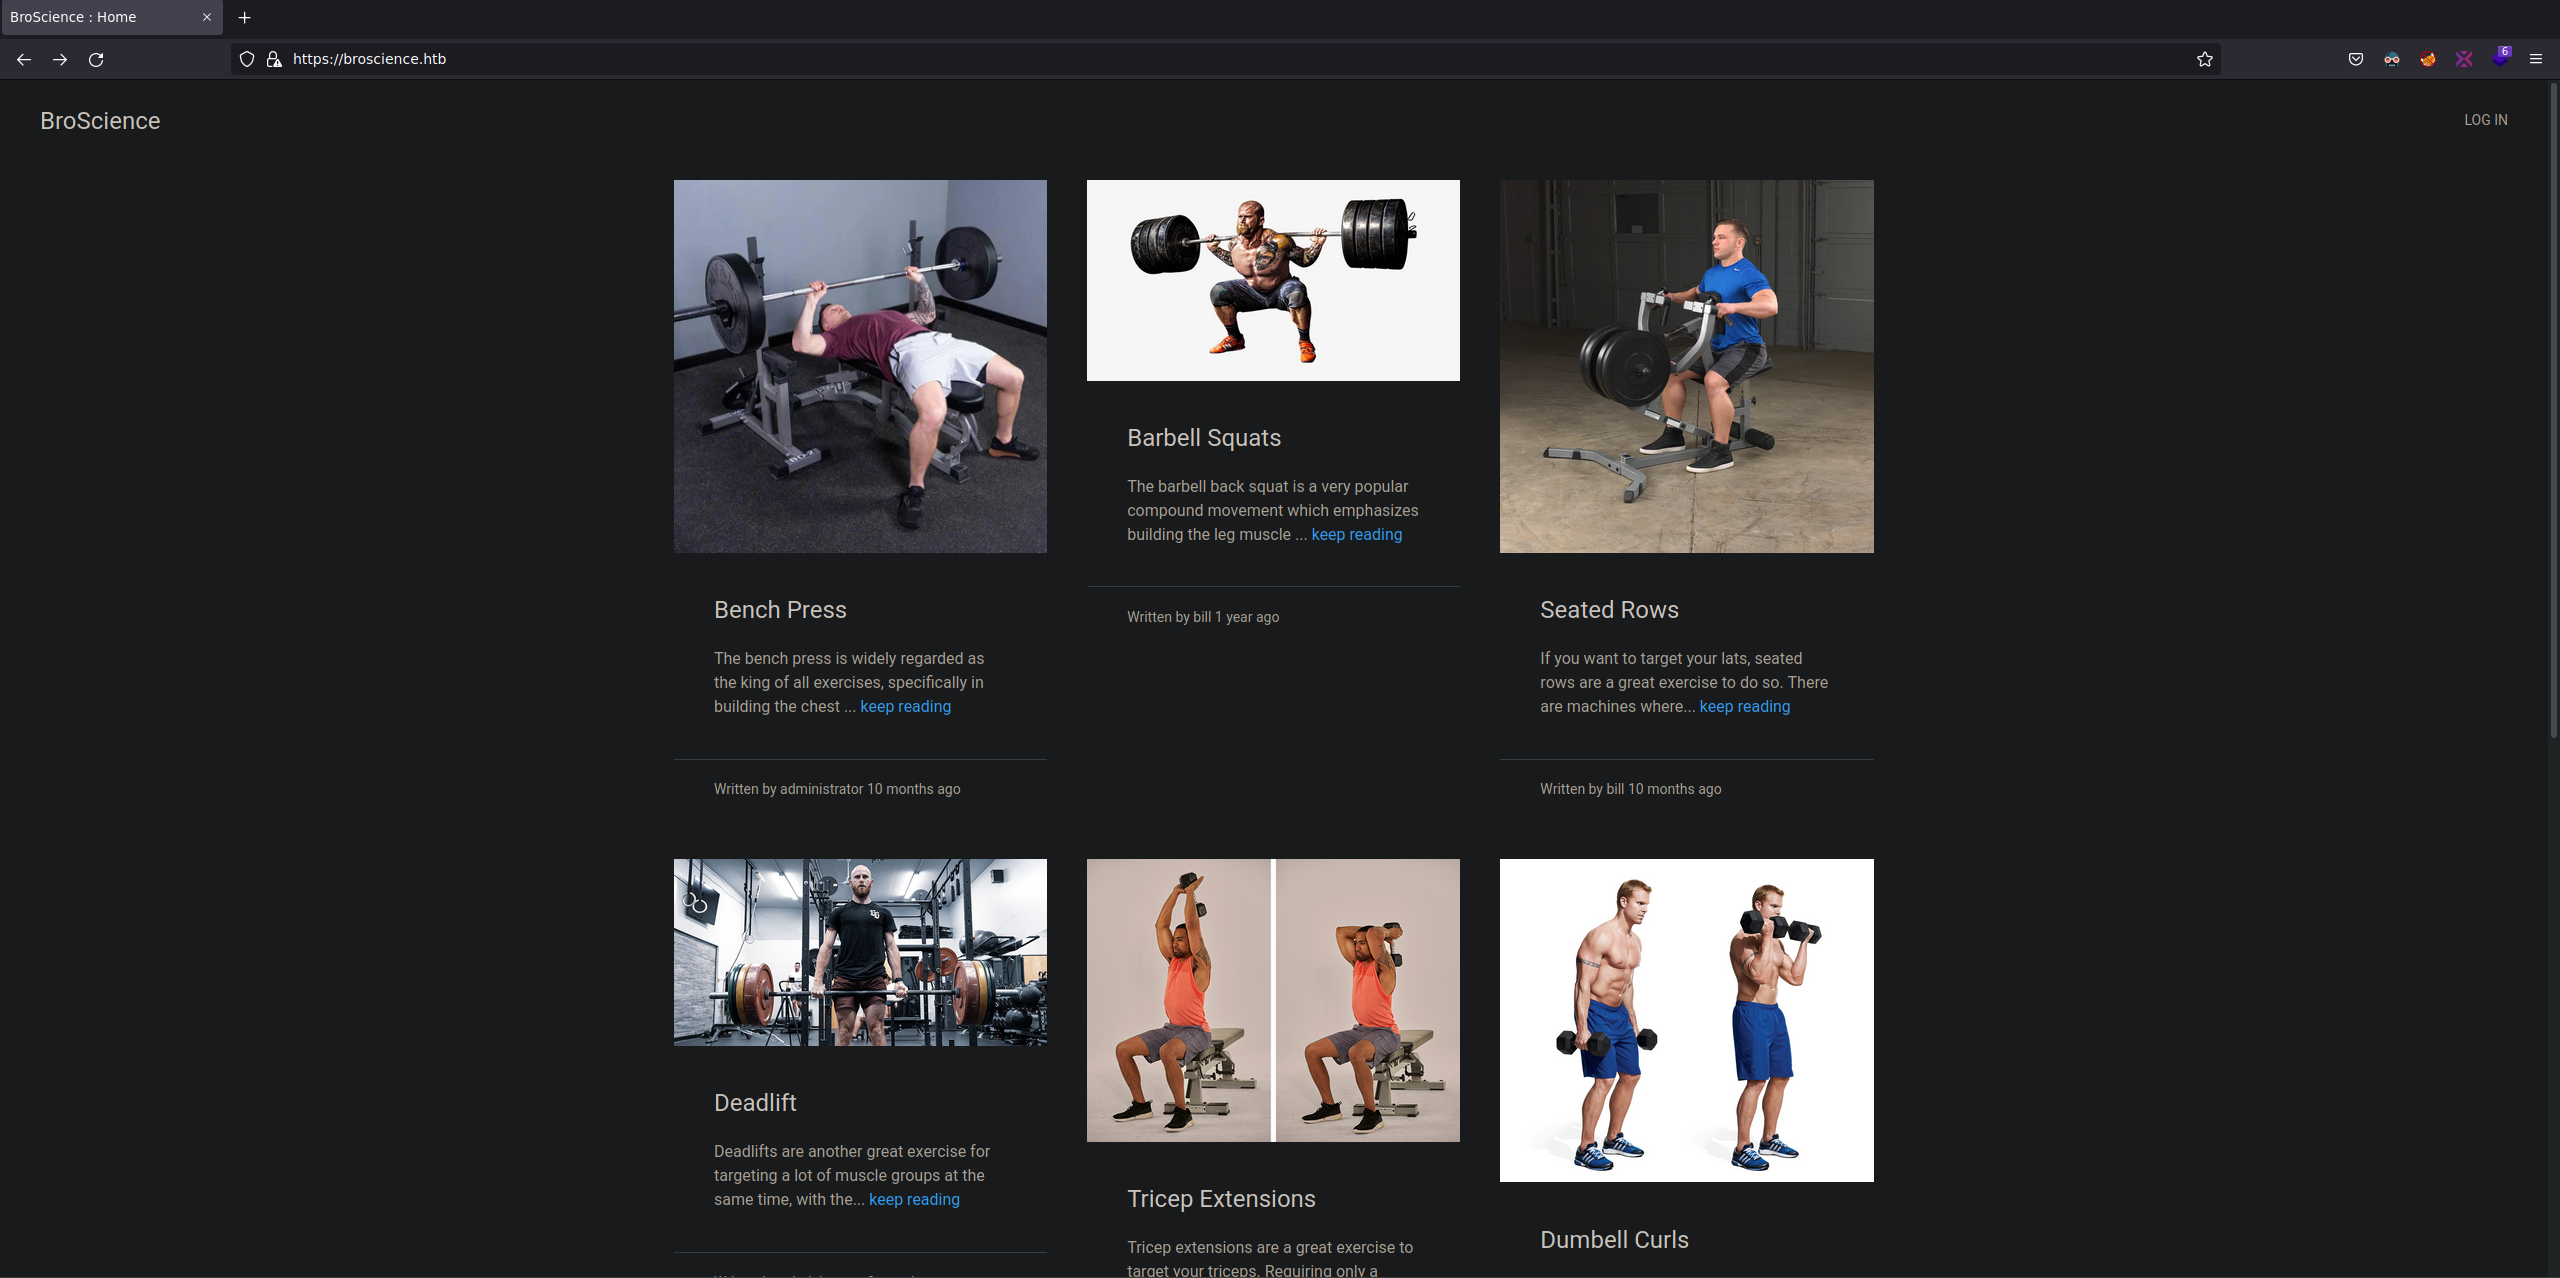 BroScience : Home
https://broscience.htb
6
BroScience
LOG IN
Bench Press
The bench press is widely regarded as
the king of all exercises, specifically in
building the chest ... keep reading
Written by administrator 10 months ago
Barbell Squats
The barbell back squat is a very popular
compound movement which emphasizes
building the leg muscle ... keep reading
Written by bill 1 year ago
Seated Rows
If you want to target your lats, seated
rows are a great exercise to do so. There
are machines where... keep reading
Written by bill 10 months ago
Deadlift
Deadlifts are another great exercise for
targeting a lot of muscle groups at the
same time, with the... keep reading
Tricep Extensions
Tricep extensions are a great exercise to
target your triceps. Requiring only a
Dumbell Curls